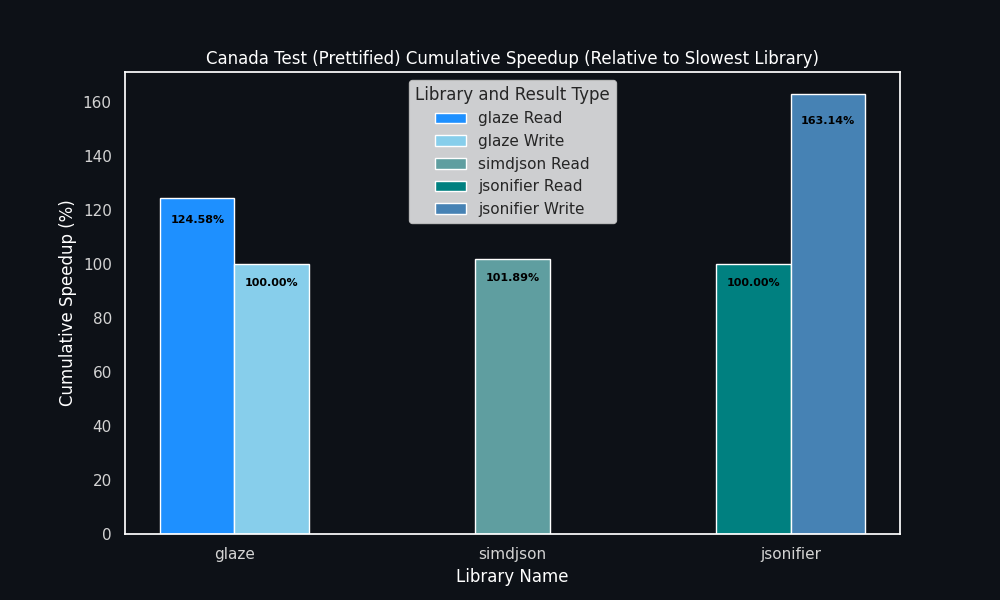 Canada Test (Prettified) Cumulative Speedup (Relative to Slowest Library)
Library and Result Type
glaze Read
glaze Write
simdjson Read
jsonifier Read
jsonifier Write
Cumulative Speedup (%)
160
140
120
100
80
60
40
20
0
124.58%
100.00%
101.89%
100.00%
163.14%
glaze
simdjson
jsonifier
Library Name